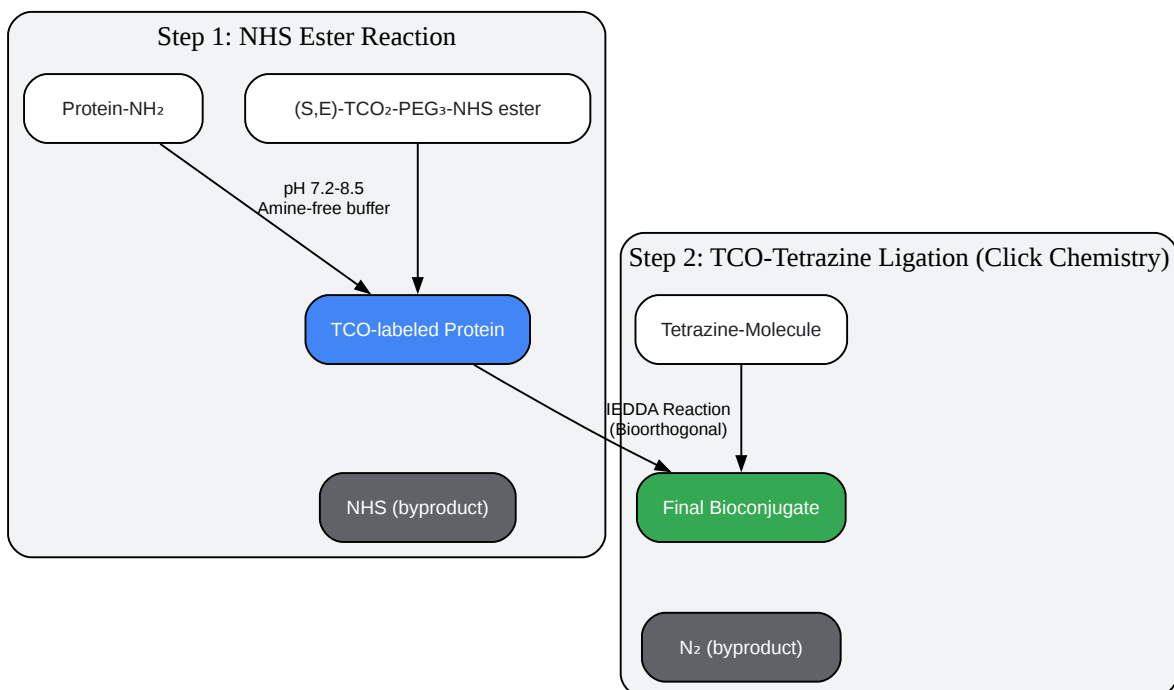 Step 1: NHS Ester Reaction
Protein-NH₂
(S,E)-TCO₂-PEG₃-NHS ester
pH 7.2-8.5
Amine-free buffer
TCO-labeled Protein
NHS (byproduct)
Step 2: TCO-Tetrazine Ligation (Click Chemistry)
Tetrazine-Molecule
IEDDA Reaction
(Bioorthogonal)
Final Bioconjugate
N₂ (byproduct)